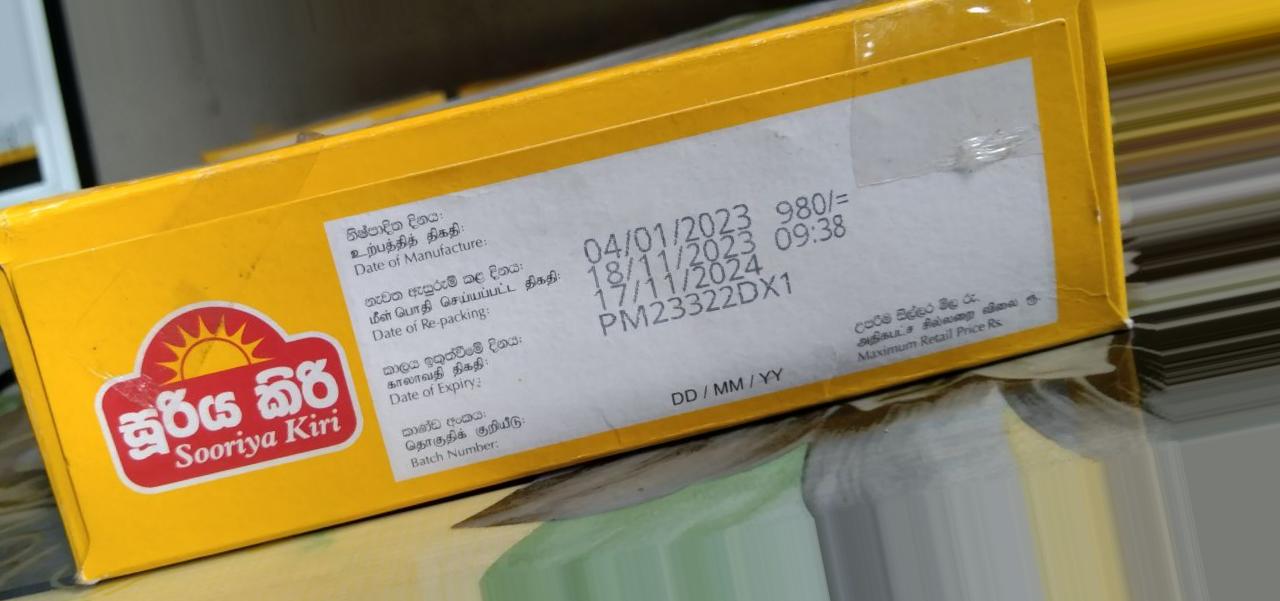 සූරිය කිරි
Sooriya Kiri
නිෂ්පාදිත දිනය:
உற்பத்தித் திகதி:
Date of Manufacture:
නැවත ඇසුරුම් කළ දිනය:
மீள் பொதி செய்யப்பட்ட திகதி:
Date of Re-packing:
කාලය ඉකුත්වීමේ දිනය:
காலாவதி திகதி:
Date of Expiry:
කාණ්ඩ අංකය:
தொகுதிக் குறியீடு:
Batch Number:
04/01/2023 980/=
18/11/2023 09:38
17/11/2024
PM23322DX1
DD / MM / YY
උපරිම සිල්ලර මිල රු.
அதிகபட்ச சில்லறை விலை ரூ.
Maximum Retail Price Rs.